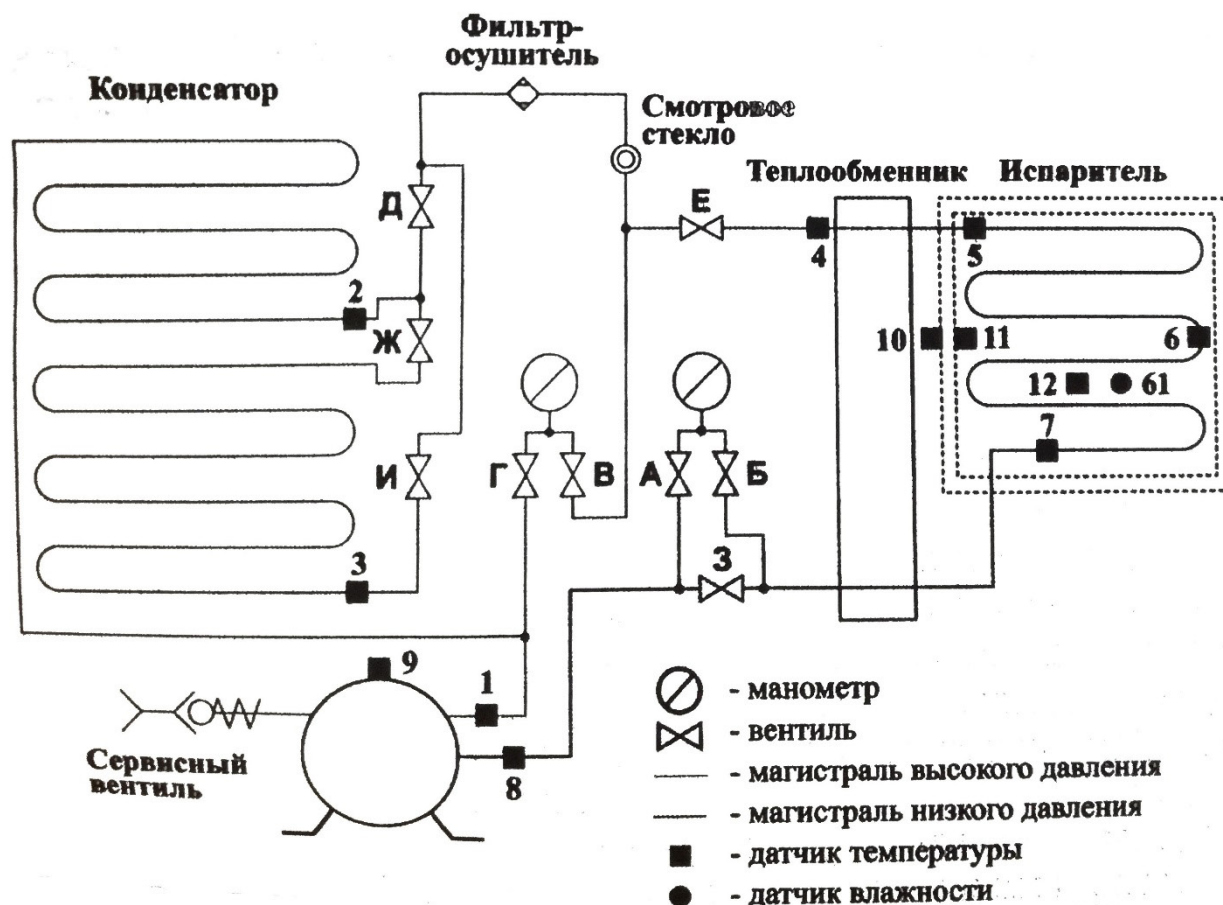 Фильтр-
осушитель
Конденсатор
Смотровое
стекло
Теплообменник
Испаритель
Д
Е
4
5
2
Ж
10
11
6
12
61
7
И
Г
В
А
Б
3
З
9
1
8
Сервисный
вентиль
- манометр
- вентиль
- магистраль высокого давления
- магистраль низкого давления
- датчик температуры
- датчик влажности